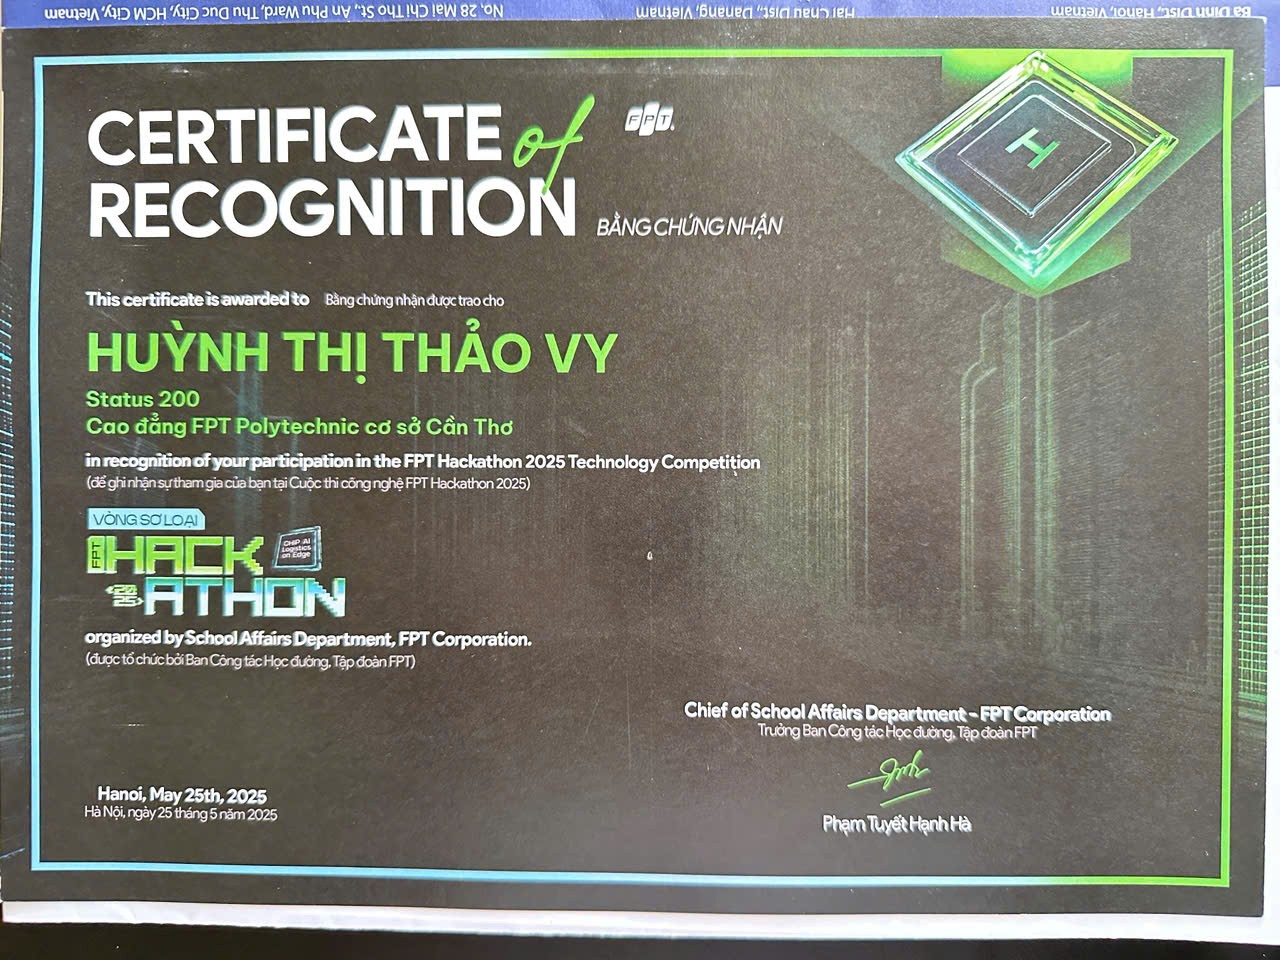 No. 28 Mai Chi Tho St., An Phu Ward, Thu Duc City, HCM City, Vietnam
Hai Chau Dist., Danang, Vietnam
Ba Dinh Dist., Hanoi, Vietnam
CERTIFICATE of
RECOGNITION
FPT
BẰNG CHỨNG NHẬN
H
This certificate is awarded to Bằng chứng nhận được trao cho
HUỲNH THỊ THẢO VY
Status 200
Cao đẳng FPT Polytechnic cơ sở Cần Thơ
in recognition of your participation in the FPT Hackathon 2025 Technology Competition
(để ghi nhận sự tham gia của bạn tại Cuộc thi công nghệ FPT Hackathon 2025)
VÒNG SƠ LOẠI
FPT HACK
CHIP AI
Logistics
on Edge
2025 ATHON
organized by School Affairs Department, FPT Corporation.
(được tổ chức bởi Ban Công tác Học đường, Tập đoàn FPT)
Chief of School Affairs Department - FPT Corporation
Trưởng Ban Công tác Học đường, Tập đoàn FPT
Phạm Tuyết Hạnh Hà
Hanoi, May 25th, 2025
Hà Nội, ngày 25 tháng 5 năm 2025